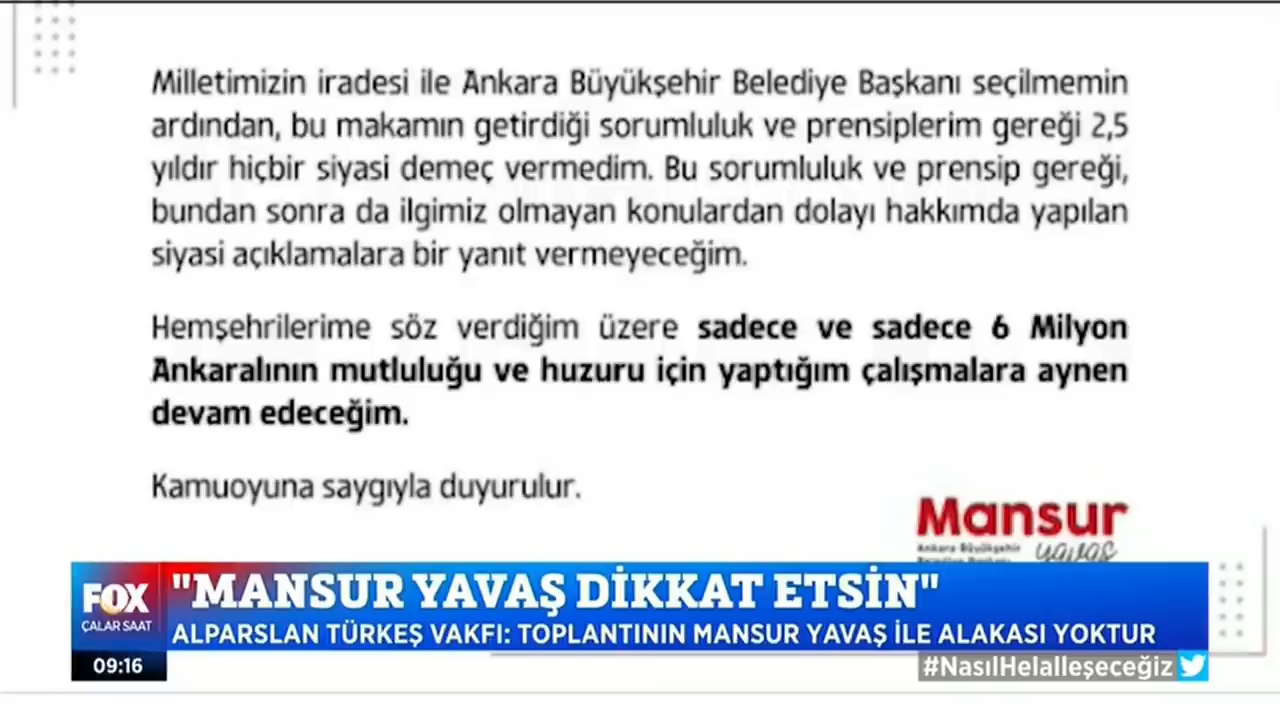 Milletimizin iradesi ile Ankara Büyükşehir Belediye Başkanı seçilmemin
ardından, bu makamın getirdiği sorumluluk ve prensiplerim gereği 2,5
yıldır hiçbir siyasi demeç vermedim. Bu sorumluluk ve prensip gereği,
bundan sonra da ilgimiz olmayan konulardan dolayı hakkımda yapılan
siyasi açıklamalara bir yanıt vermeyeceğim.
Hemşehrilerime söz verdiğim üzere sadece ve sadece 6 Milyon
Ankaralının mutluluğu ve huzuru için yaptığım çalışmalara aynen
devam edeceğim.
Kamuoyuna saygıyla duyurulur.
Mansur
yavaş
Ankara Büyükşehir
FOX
ÇALAR SAAT
09:16
"MANSUR YAVAŞ DİKKAT ETSİN"
ALPARSLAN TÜRKEŞ VAKFI: TOPLANTININ MANSUR YAVAŞ İLE ALAKASI YOKTUR
#NasılHelalleşeceğiz